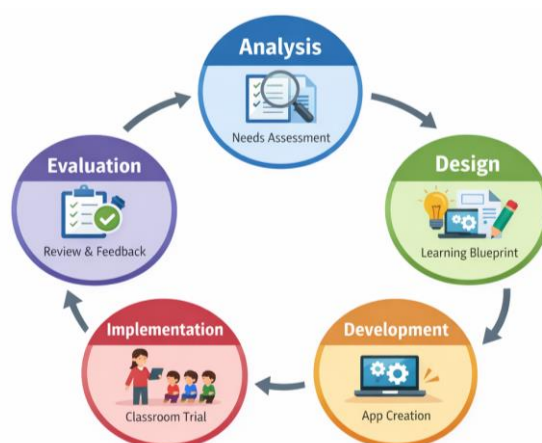 Analysis
Needs Assessment
Design
Learning Blueprint
Development
App Creation
Implementation
Classroom Trial
Evaluation
Review & Feedback